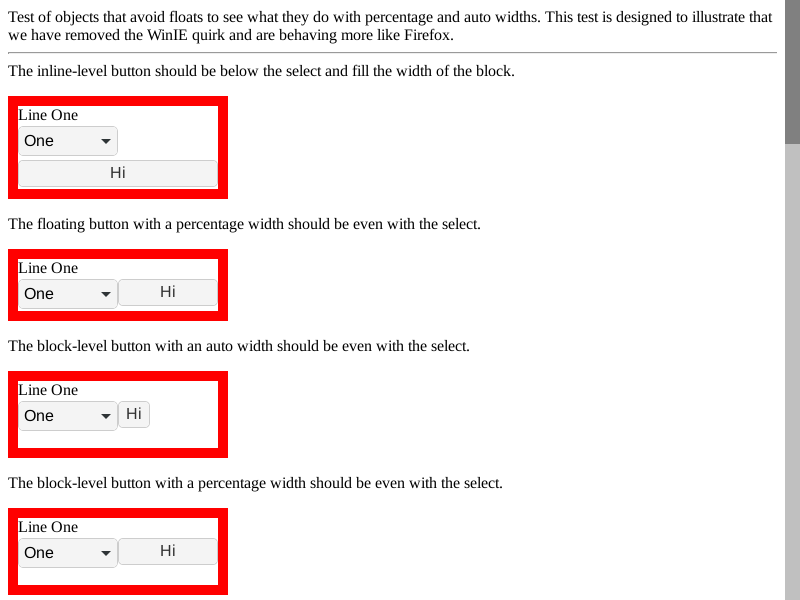 Test of objects that avoid floats to see what they do with percentage and auto widths. This test is designed to illustrate that
we have removed the WinIE quirk and are behaving more like Firefox.
The inline-level button should be below the select and fill the width of the block.
Line One
One
Hi
The floating button with a percentage width should be even with the select.
Line One
One Hi
The block-level button with an auto width should be even with the select.
Line One
One Hi
The block-level button with a percentage width should be even with the select.
Line One
One Hi